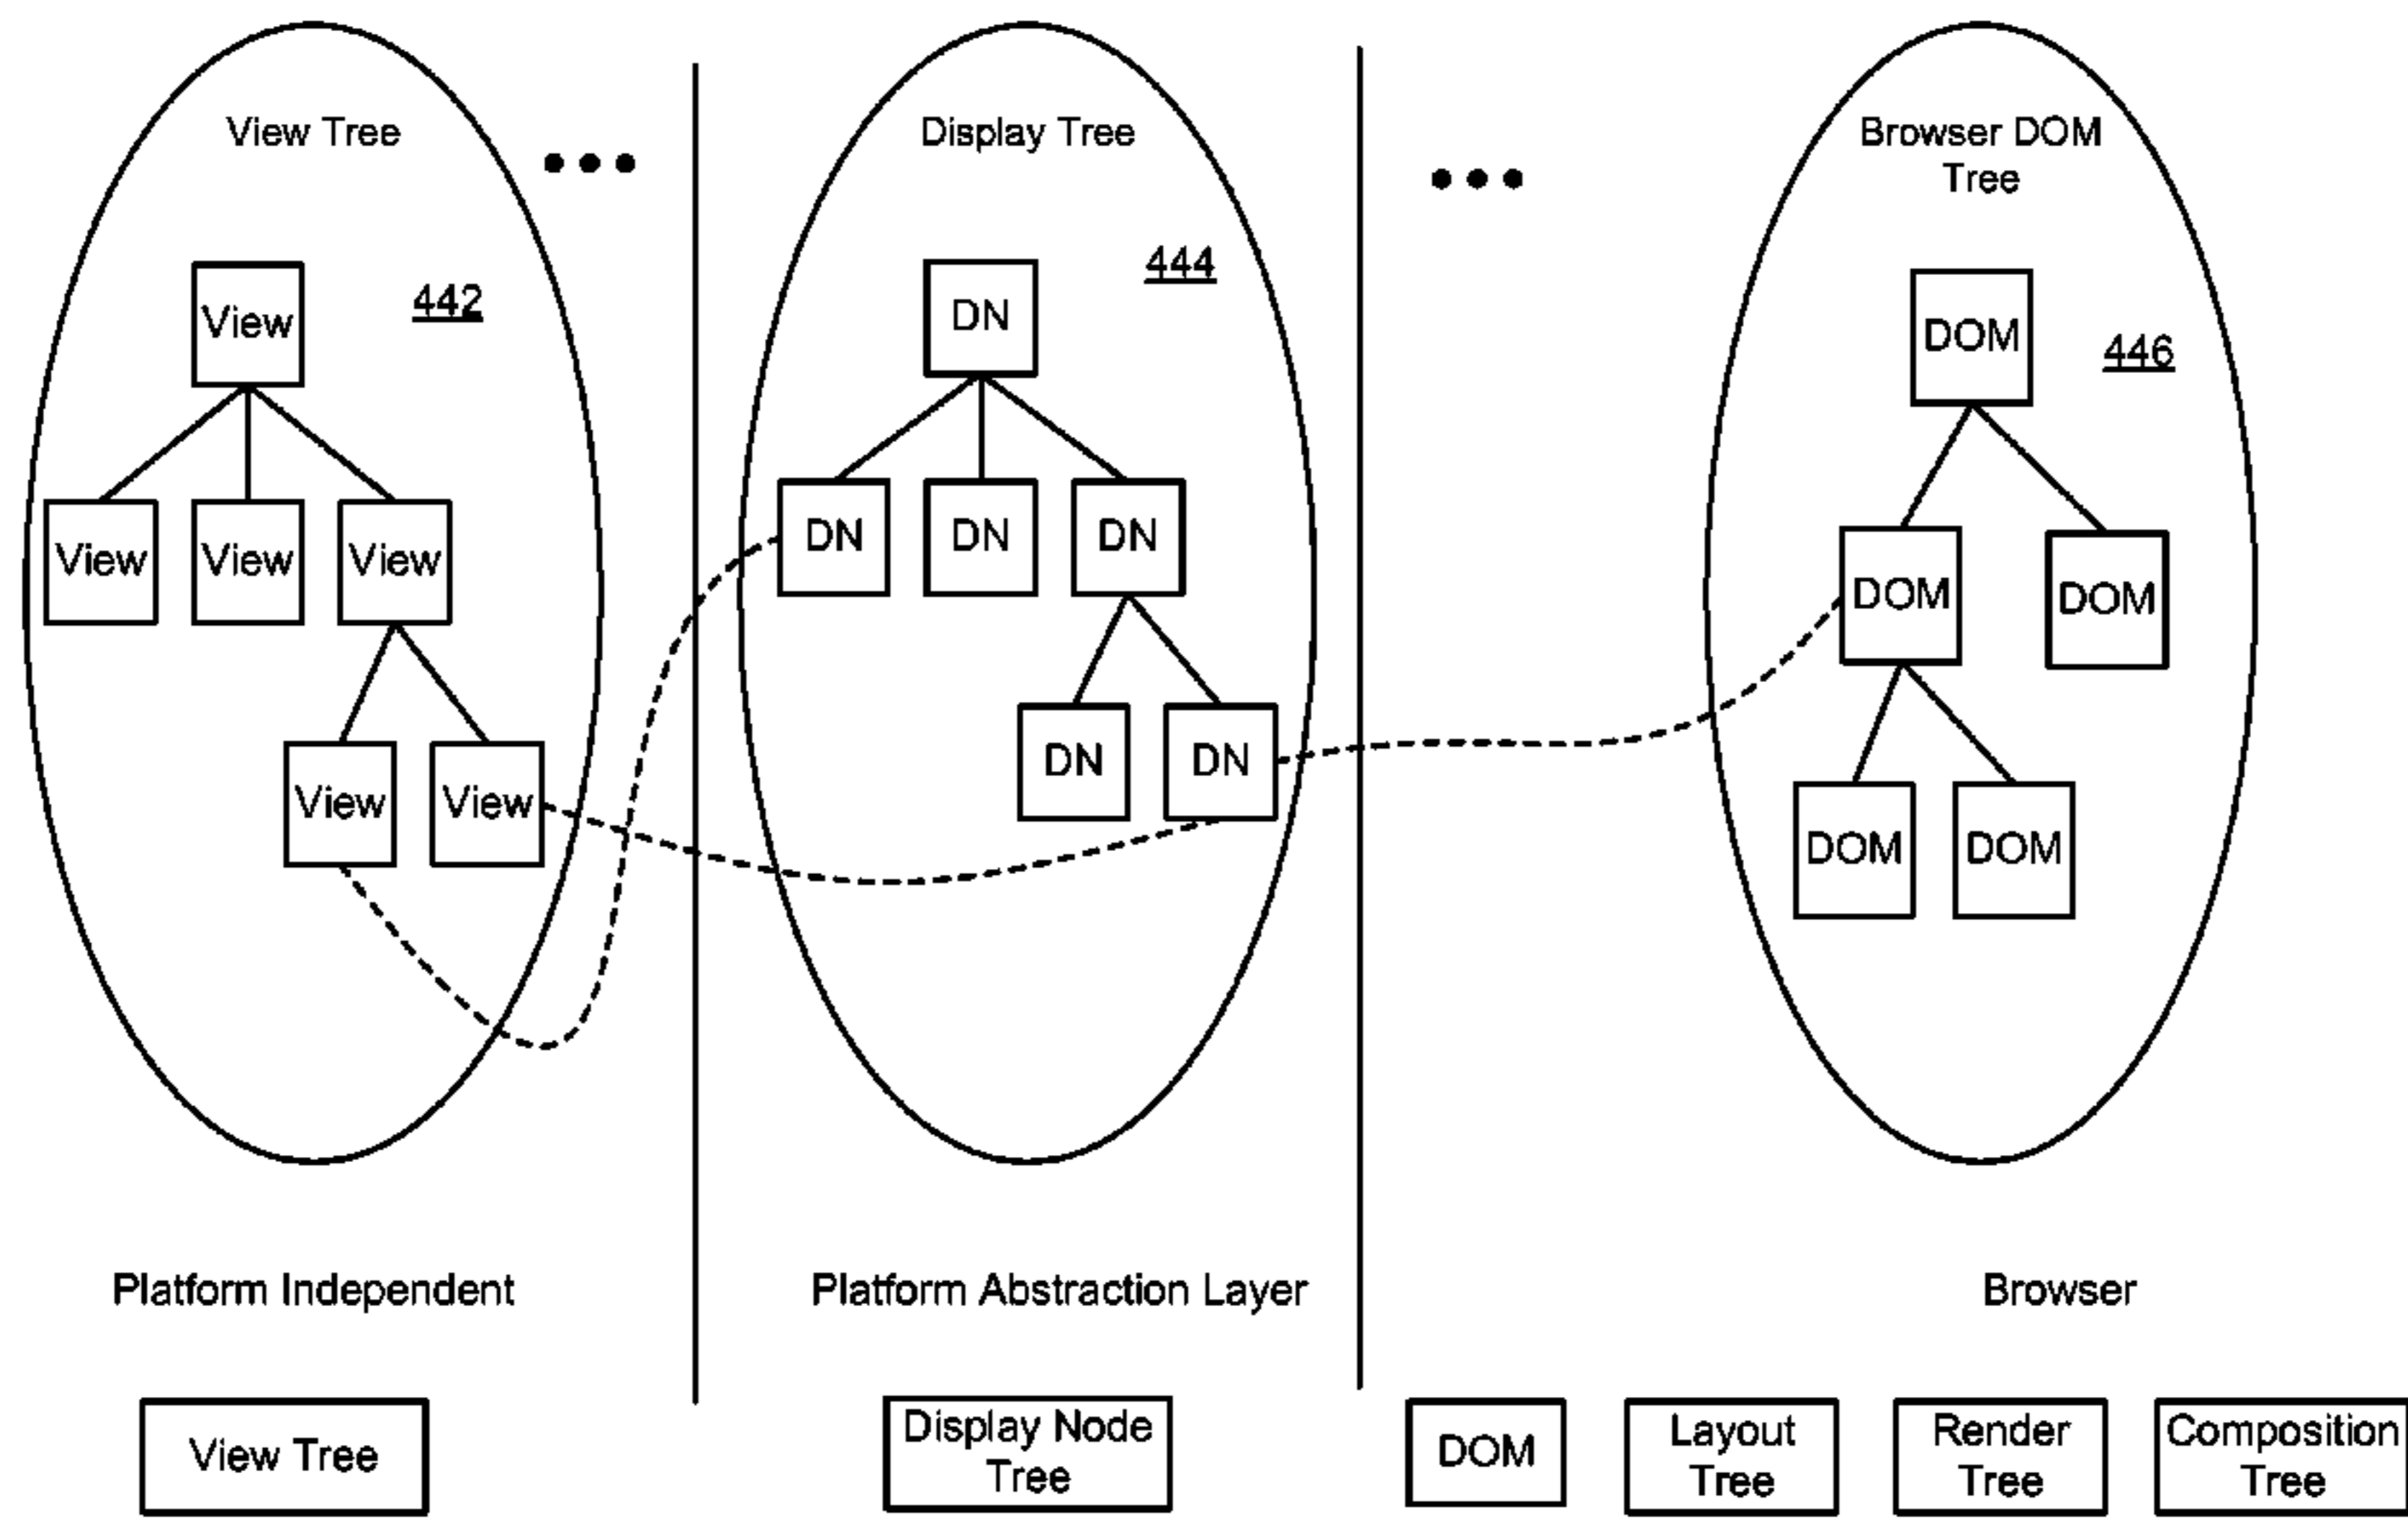 View Tree
442
View
View View View
View View
Platform Independent
View Tree
Display Tree
444
DN
DN DN DN
DN DN
Platform Abstraction Layer
Display Node
Tree
Browser DOM
Tree
446
DOM
DOM DOM
DOM DOM
Browser
DOM
Layout
Tree
Render
Tree
Composition
Tree